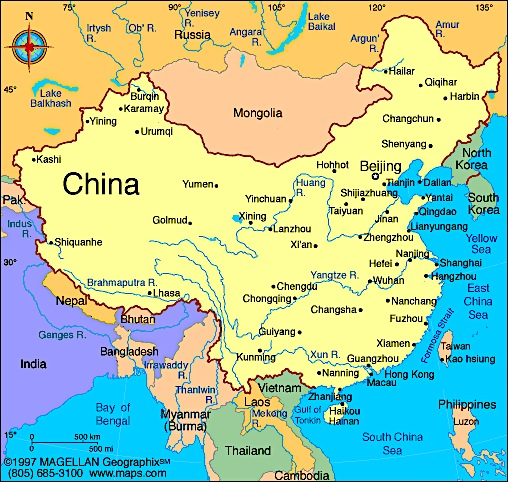 75°
90°
105°
120°
135°
N
Irtysh
R.
Ob' R.
Yenisey
R.
Russia
Angara
R.
Lake
Baikal
Argun'
R.
Amur
R.
45°
Lake
Balkhash
Burqin
Karamay
Yining
Urumqi
Kashi
Mongolia
Hailar
Qiqihar
Harbin
Changchun
Shenyang
North
Korea
South
Korea
China
Yumen
Hohhot
Beijing
Tianjin
Dalian
Huang
R.
Shijiazhuang
Yantai
Yinchuan
Taiyuan
Jinan
Qingdao
Pak.
Golmud
Xining
Lanzhou
Lianyungang
Indus
R.
Shiquanhe
Xi'an
Zhengzhou
Yellow
Sea
30°
Nanjing
Hefei
Shanghai
Yangtze R.
Wuhan
Hangzhou
Brahmaputra R.
Lhasa
Chengdu
Chongqing
Nanchang
East
China
Sea
Nepal
Bhutan
Changsha
Fuzhou
Ganges R.
Guiyang
Formosa Strait
Bangladesh
Kunming
Xun R.
Xiamen
Taiwan
India
Irrawaddy
R.
Guangzhou
Kao hsiung
Nanning
Hong Kong
Macau
Thanlwin
R.
Vietnam
Zhanjiang
Laos
Haikou
Hainan
Philippines
Bay of
Bengal
Myanmar
(Burma)
Mekong
R.
Gulf of
Tonkin
Luzon
15°
0
500 km
0
500 mi
Thailand
South China
Sea
Cambodia
©1997 MAGELLAN Geographix℠
(805) 685-3100 www.maps.com